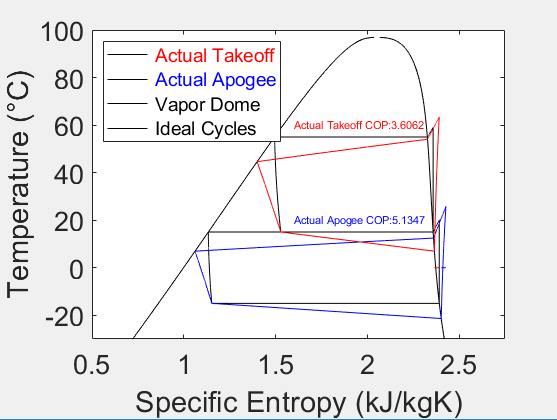 100
80
60
40
20
0
-20
Temperature (°C)
Actual Takeoff
Actual Apogee
Vapor Dome
Ideal Cycles
Actual Takeoff COP:3.6062
Actual Apogee COP:5.1347
0.5 1 1.5 2 2.5
Specific Entropy (kJ/kgK)